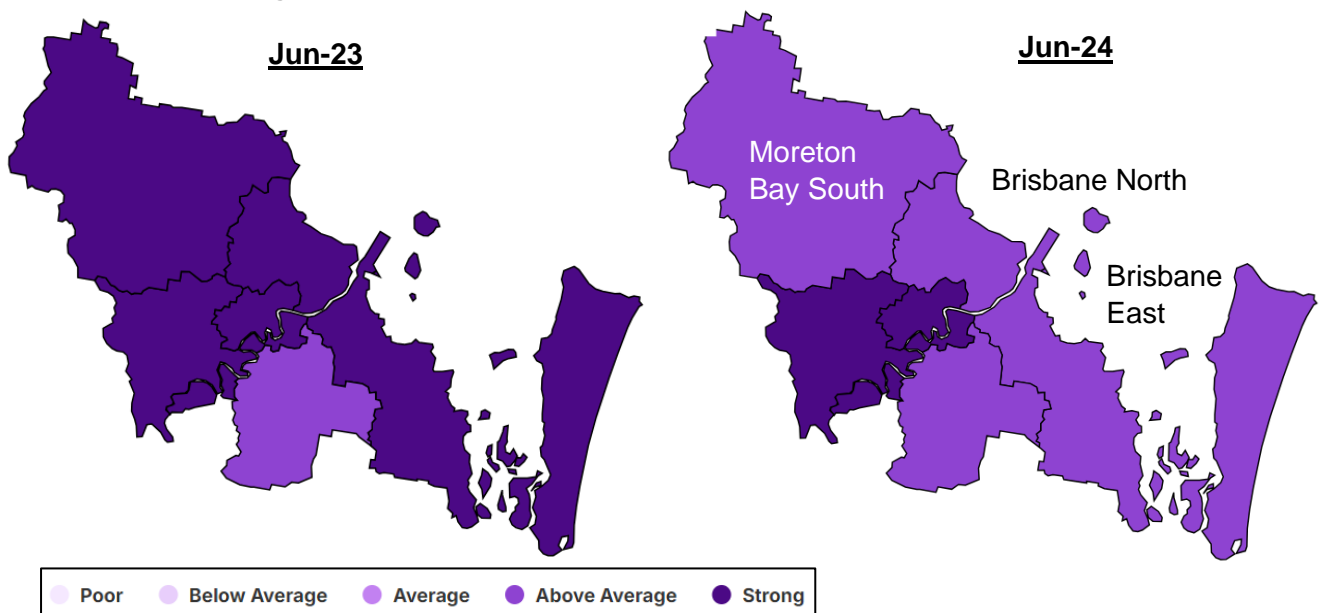 Jun-23
Jun-24
Moreton
Bay South
Brisbane North
Brisbane
East
Poor Below Average Average Above Average Strong